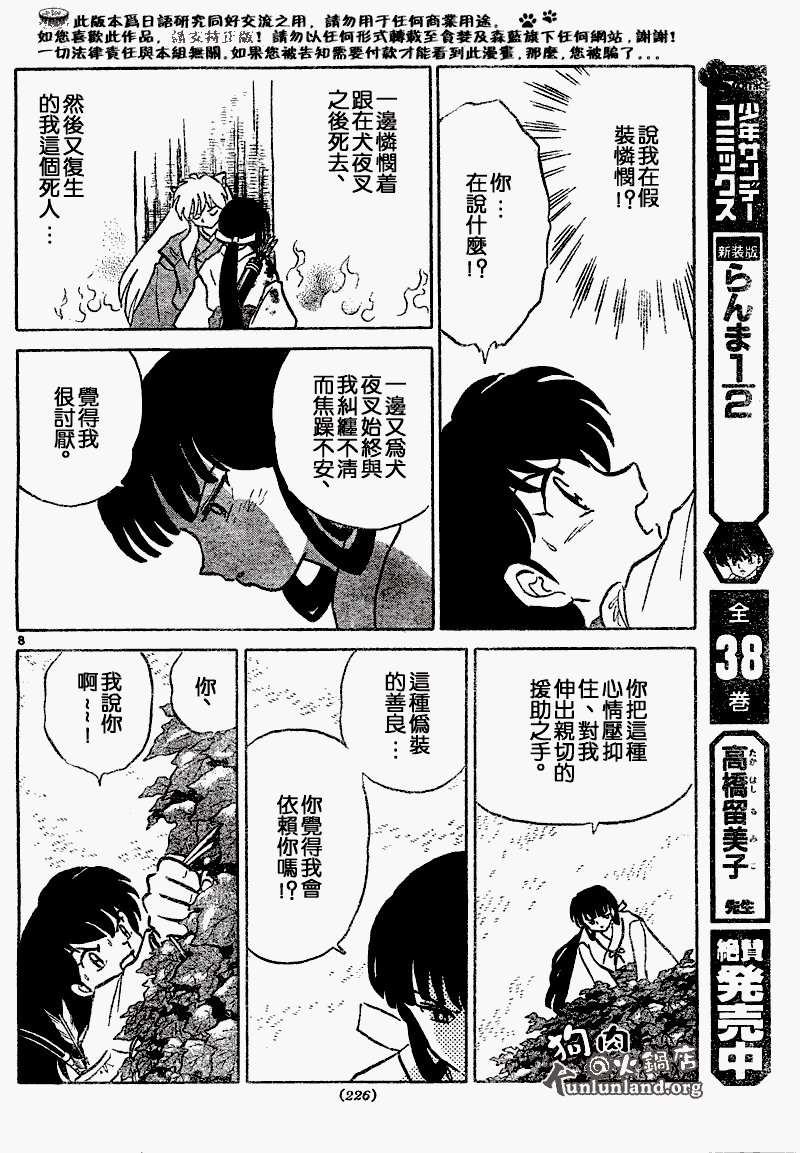 此版本爲日語研究同好交流之用，請勿用于任何商業用途。
如您喜歡此作品，請支持正版！請勿以任何形式轉載至貪婪及森藍旗下任何網站，謝謝！
一切法律責任與本組無關。如果您被告知需要付款才能看到此漫畫，那麼，您被騙了...
說我在假
裝憐憫!?
你…
在說什麼!?
一邊憐憫着
跟在犬夜叉
之後死去、
然後又復生
的我這個死人…
一邊又爲犬
夜叉始終與
我糾纏不清
而焦躁不安、
覺得我
很討厭。
8
你把這種
心情壓抑
住、對我
伸出親切的
援助之手。
這種僞裝
的善良…
你覺得我會
依賴你嗎!?
你、
我說你
啊~~!
(226)
狗肉@火鍋店
kunlunland.org
少年サンデー
コミックス
新装版
らんま1/2
全
38
巻
高橋留美子
たかはしるみこ
先生
絶賛
発売中